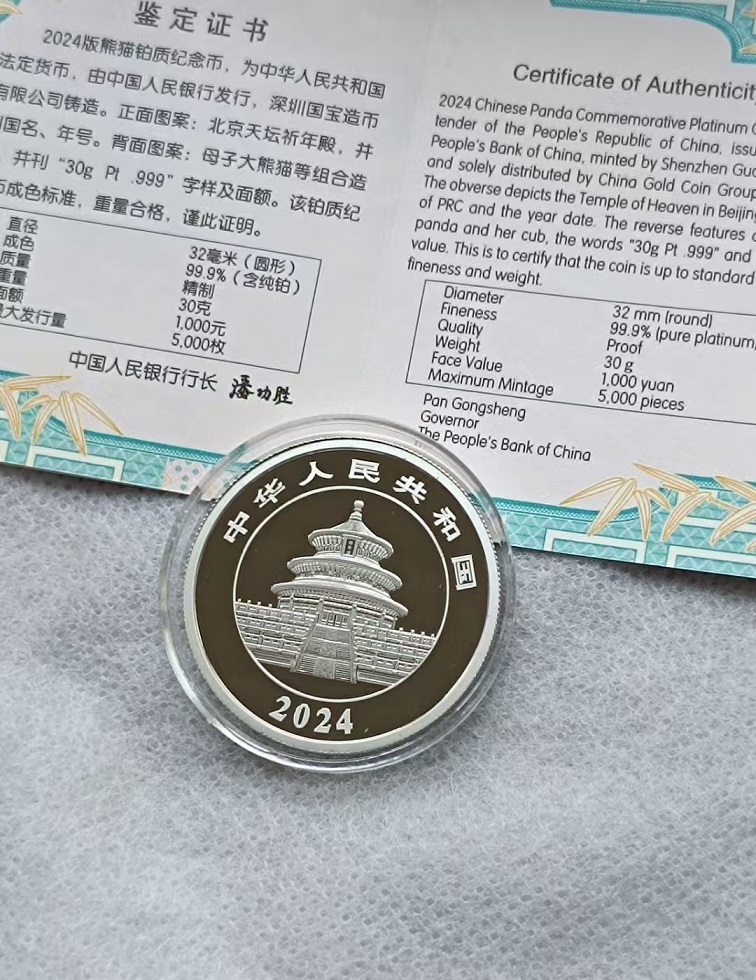 鉴定证书
2024版熊猫铂质纪念币，为中华人民共和国
法定货币，由中国人民银行发行，深圳国宝造币
有限公司铸造。正面图案：北京天坛祈年殿，并
国名、年号。背面图案：母子大熊猫等组合造
，并刊“30g Pt .999”字样及面额。该铂质纪
币成色标准，重量合格，谨此证明。
直径 32毫米（圆形）
成色 99.9%（含纯铂）
质量 精制
重量 30克
面额 1,000元
最大发行量 5,000枚
中国人民银行行长 潘功胜
Certificate of Authenticit
2024 Chinese Panda Commemorative Platinum
tender of the People's Republic of China, issu
People's Bank of China, minted by Shenzhen Guo
and solely distributed by China Gold Coin Group
The obverse depicts the Temple of Heaven in Beijing
of PRC and the year date. The reverse features a
panda and her cub, the words "30g Pt .999" and
value. This is to certify that the coin is up to standard
fineness and weight.
Diameter 32 mm (round)
Fineness 99.9% (pure platinum
Quality Proof
Weight 30 g
Face Value 1,000 yuan
Maximum Mintage 5,000 pieces
Pan Gongsheng
Governor
The People's Bank of China
中华人民共和国
2024